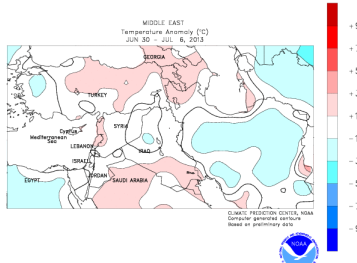 MIDDLE EAST
Temperature Anomaly (°C)
JUN 30 - JUL 6, 2013
GEORGIA
TURKEY
Cyprus
SYRIA
Mediterranean
Sea
LEBANON
IRAQ
ISRAEL
JORDAN
EGYPT
SAUDI ARABIA
CLIMATE PREDICTION CENTER, NOAA
Computer generated contours
Based on preliminary data
NOAA